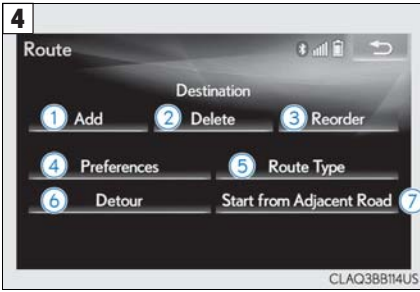 4
Route
Destination
1 Add 2 Delete 3 Reorder
4 Preferences 5 Route Type
6 Detour Start from Adjacent Road 7
CLAQ3BB114US